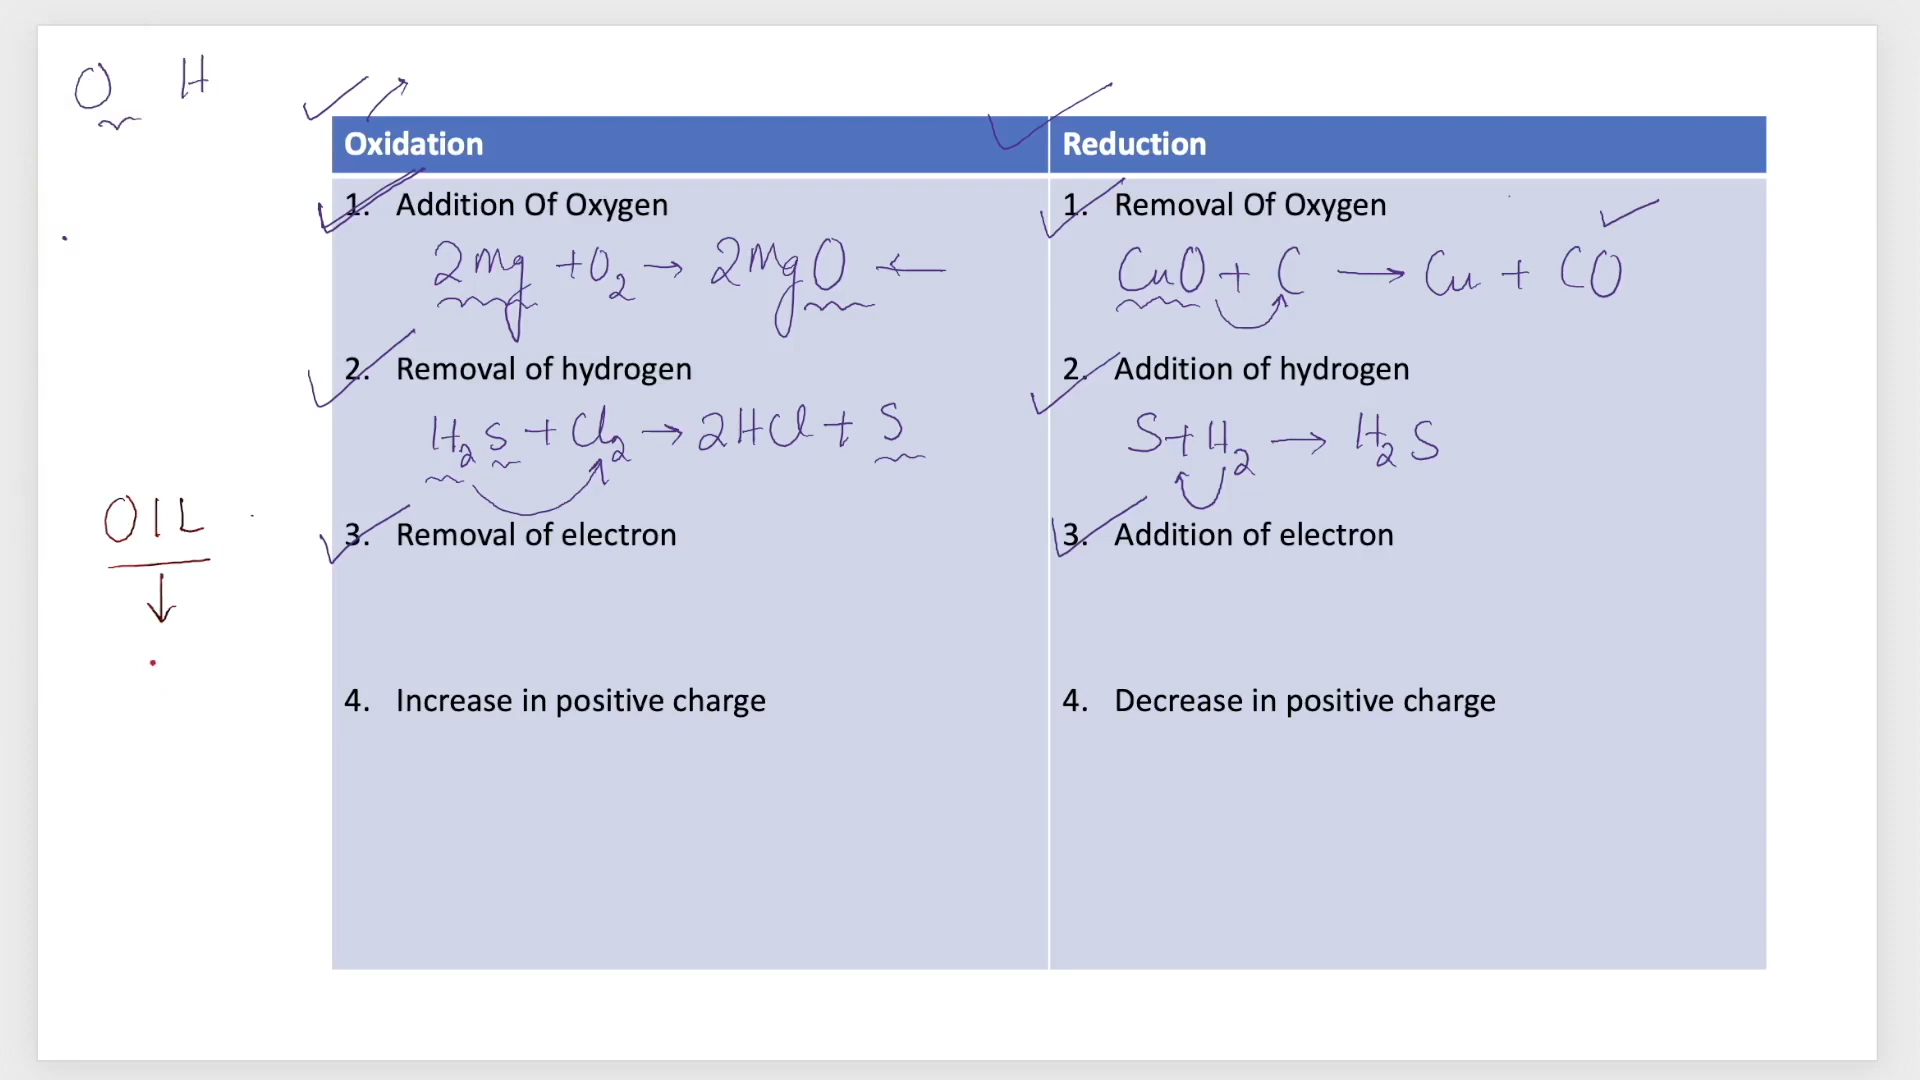 O H
Oxidation
Reduction
1. Addition Of Oxygen
2Mg + O₂ → 2MgO ←
2. Removal of hydrogen
H₂S + Cl₂ → 2HCl + S
3. Removal of electron
4. Increase in positive charge
1. Removal Of Oxygen
CuO + C → Cu + CO
2. Addition of hydrogen
S + H₂ → H₂S
3. Addition of electron
4. Decrease in positive charge
OIL